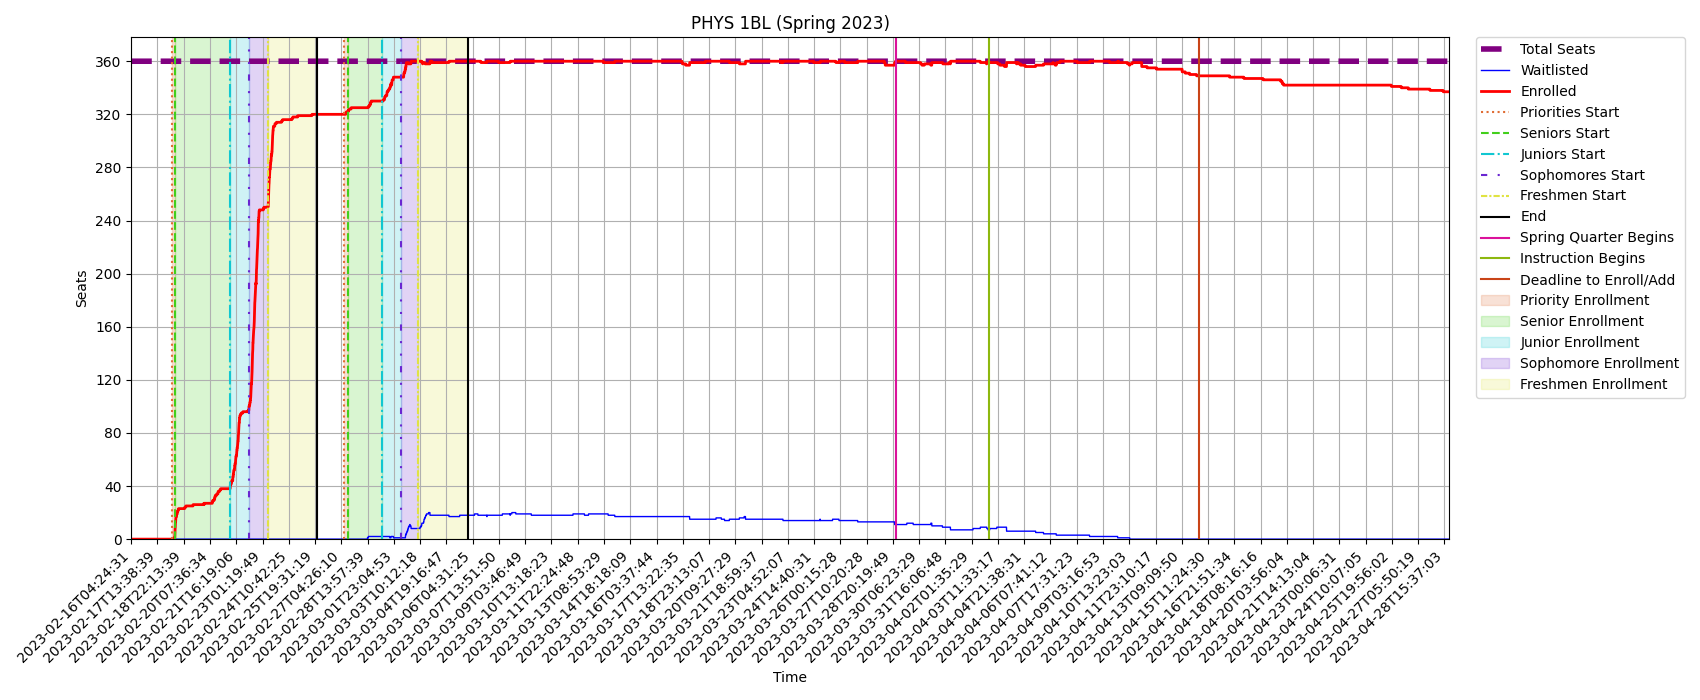 PHYS 1BL (Spring 2023)
Seats
360
320
280
240
200
160
120
80
40
0
2023-02-16T04:24:31
2023-02-17T13:38:39
2023-02-18T22:13:39
2023-02-20T07:36:34
2023-02-21T16:19:06
2023-02-23T01:19:49
2023-02-24T10:42:25
2023-02-25T19:31:19
2023-02-27T04:26:10
2023-02-28T13:57:39
2023-03-01T23:04:53
2023-03-03T10:12:18
2023-03-04T19:16:47
2023-03-06T04:31:25
2023-03-07T13:51:50
2023-03-09T03:46:49
2023-03-10T13:18:23
2023-03-11T22:24:48
2023-03-13T08:53:29
2023-03-14T18:18:09
2023-03-16T03:37:44
2023-03-17T13:22:35
2023-03-18T23:13:07
2023-03-20T09:27:29
2023-03-21T18:59:37
2023-03-23T04:52:07
2023-03-24T14:40:31
2023-03-26T00:15:28
2023-03-27T10:20:28
2023-03-28T20:19:49
2023-03-30T06:23:29
2023-03-31T16:06:48
2023-04-02T01:35:29
2023-04-03T11:33:17
2023-04-04T21:38:31
2023-04-06T07:41:12
2023-04-07T17:31:23
2023-04-09T03:16:53
2023-04-10T13:23:03
2023-04-11T23:10:17
2023-04-13T09:09:50
2023-04-15T11:24:30
2023-04-16T21:51:34
2023-04-18T08:16:16
2023-04-20T03:56:04
2023-04-21T14:13:04
2023-04-23T00:06:31
2023-04-24T10:07:05
2023-04-25T19:56:02
2023-04-27T05:50:19
2023-04-28T15:37:03
Time
Total Seats
Waitlisted
Enrolled
Priorities Start
Seniors Start
Juniors Start
Sophomores Start
Freshmen Start
End
Spring Quarter Begins
Instruction Begins
Deadline to Enroll/Add
Priority Enrollment
Senior Enrollment
Junior Enrollment
Sophomore Enrollment
Freshmen Enrollment